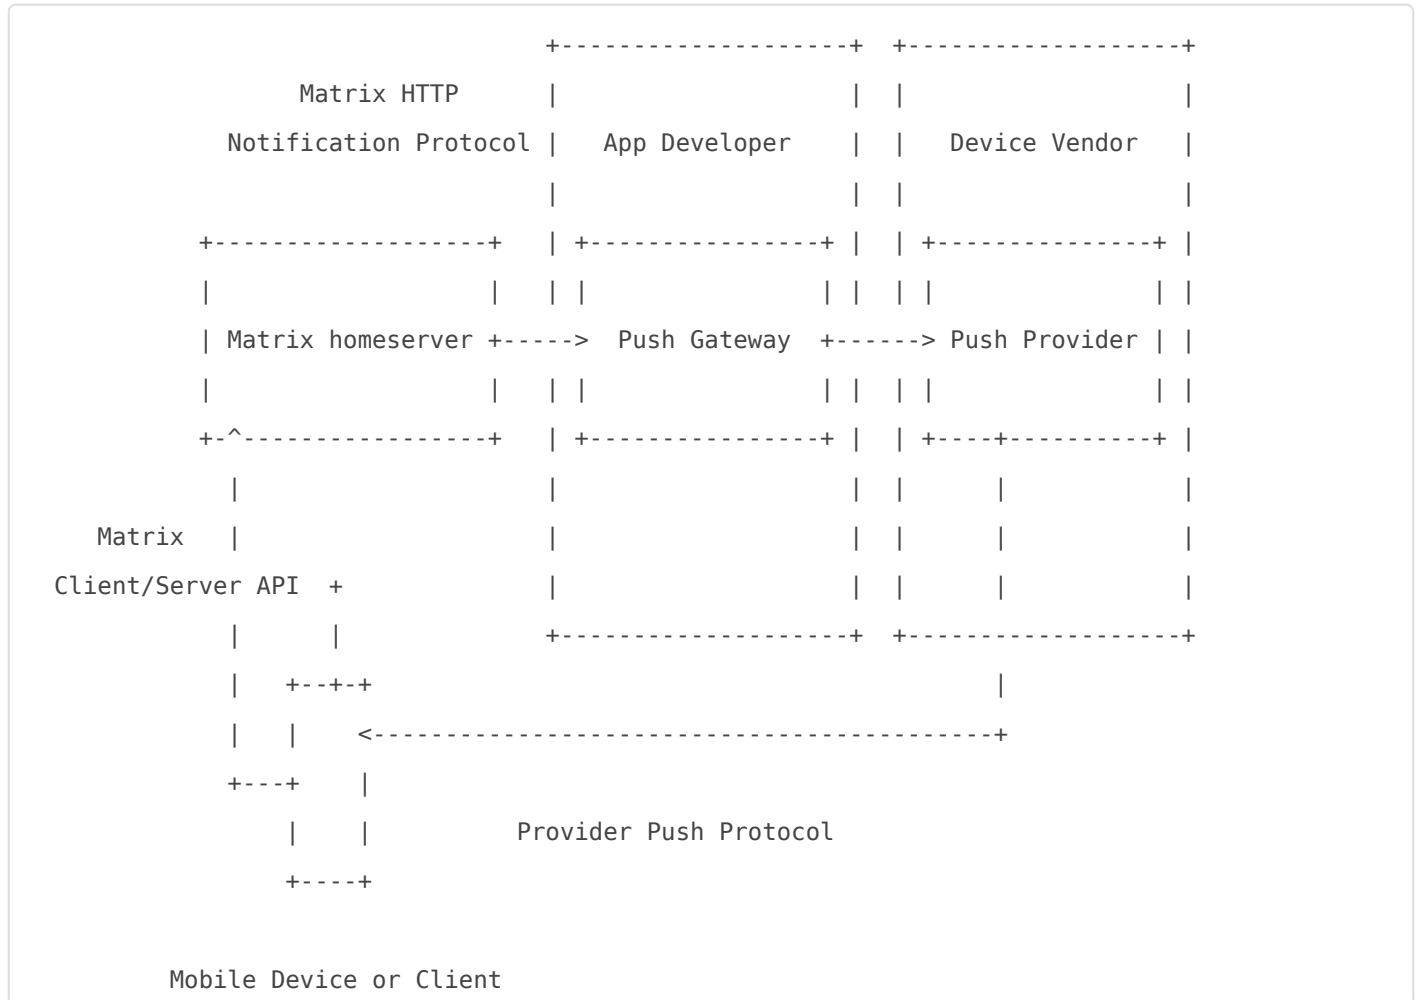 Matrix HTTP
Notification Protocol
App Developer
Device Vendor
Matrix homeserver
Push Gateway
Push Provider
Matrix
Client/Server API
Provider Push Protocol
Mobile Device or Client